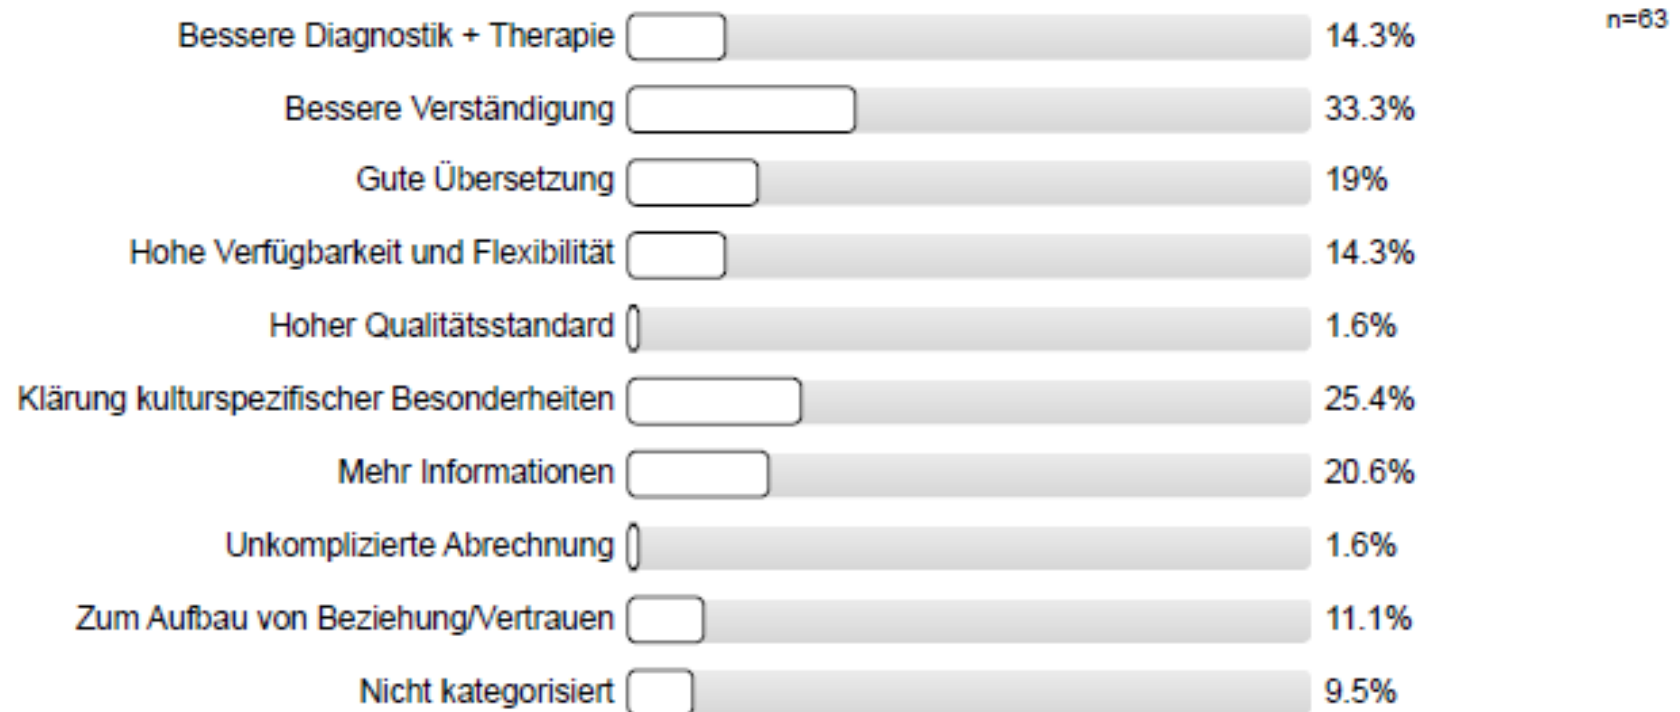 n=63
Bessere Diagnostik + Therapie 14.3%
Bessere Verständigung 33.3%
Gute Übersetzung 19%
Hohe Verfügbarkeit und Flexibilität 14.3%
Hoher Qualitätsstandard 1.6%
Klärung kulturspezifischer Besonderheiten 25.4%
Mehr Informationen 20.6%
Unkomplizierte Abrechnung 1.6%
Zum Aufbau von Beziehung/Vertrauen 11.1%
Nicht kategorisiert 9.5%